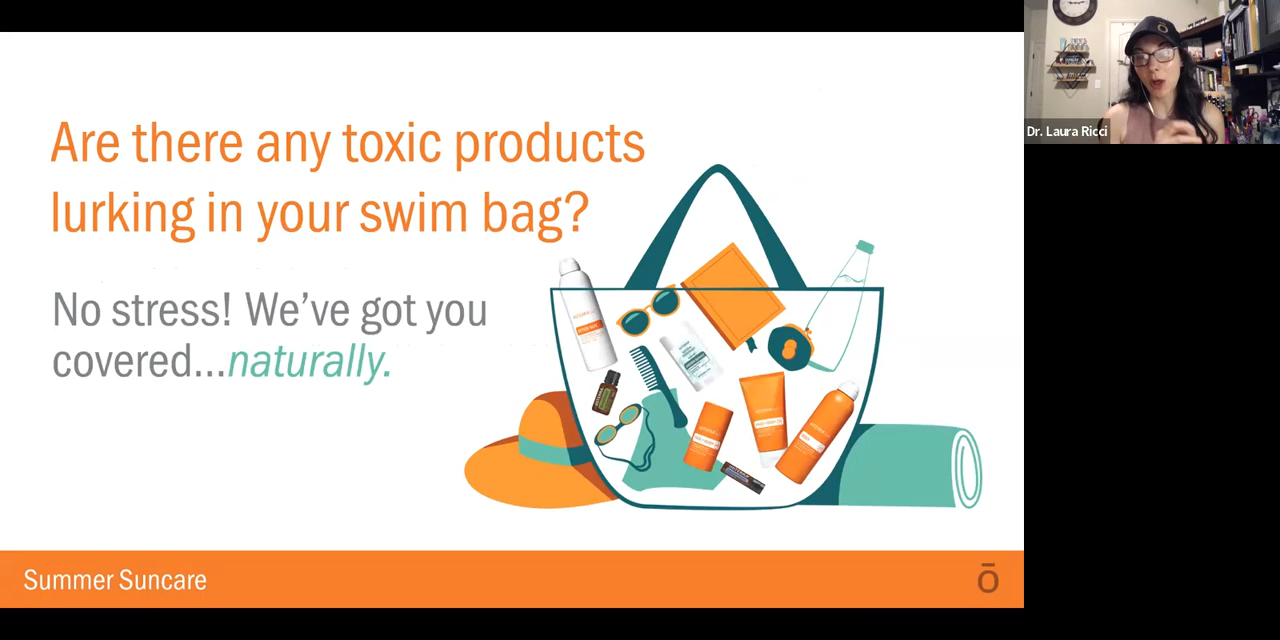 Are there any toxic products
lurking in your swim bag?
No stress! We've got you
covered...naturally.
Summer Suncare
ō
Dr. Laura Ricci